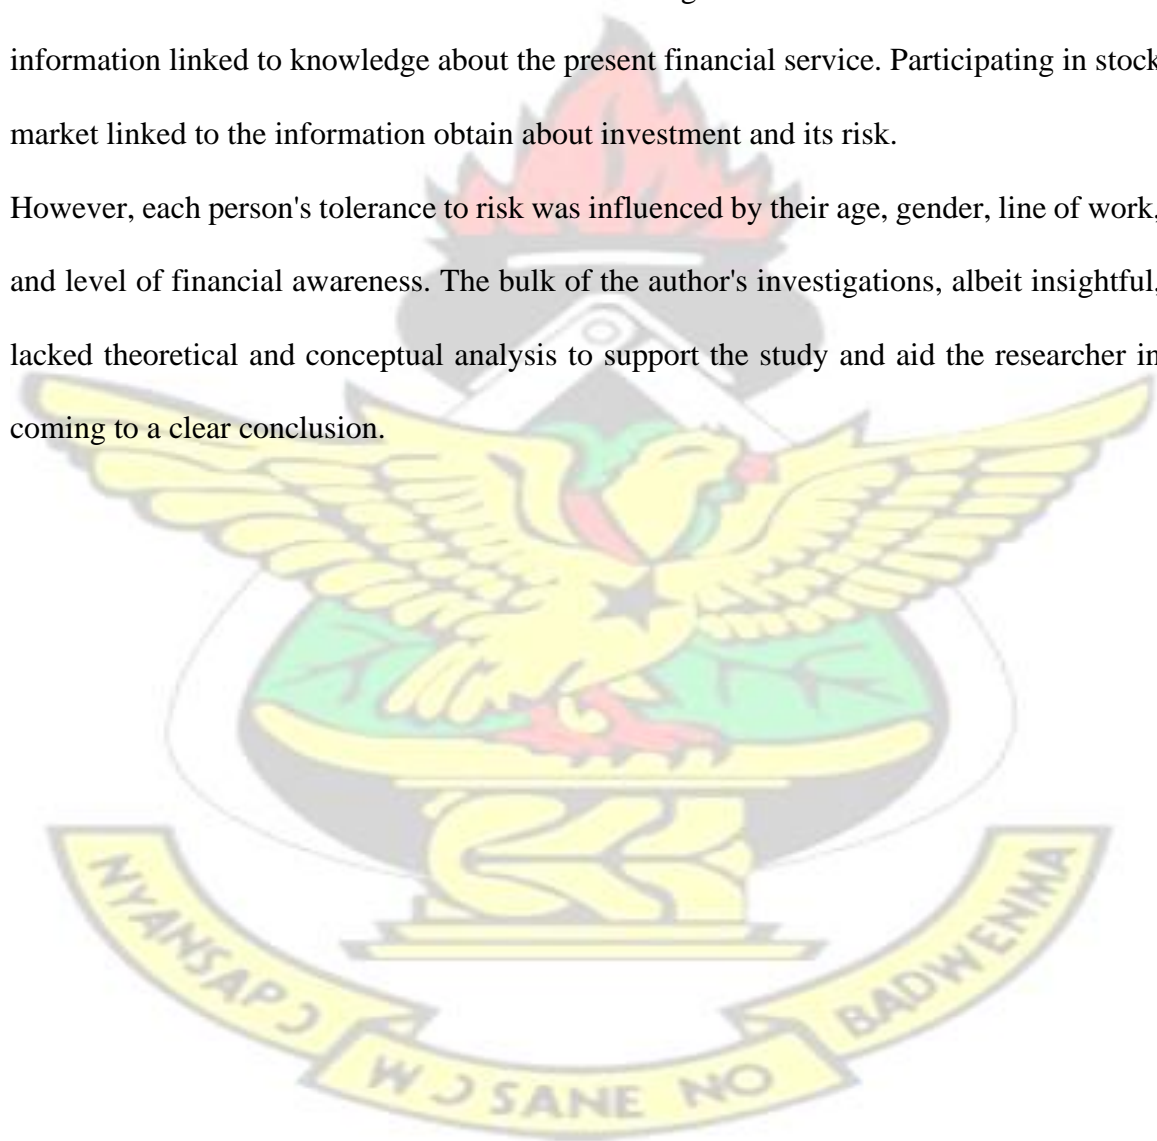 information linked to knowledge about the present financial service. Participating in stock
market linked to the information obtain about investment and its risk.
However, each person's tolerance to risk was influenced by their age, gender, line of work,
and level of financial awareness. The bulk of the author's investigations, albeit insightful,
lacked theoretical and conceptual analysis to support the study and aid the researcher in
coming to a clear conclusion.
NYANSAPƆ
WƆSANE NO
BADWENMA